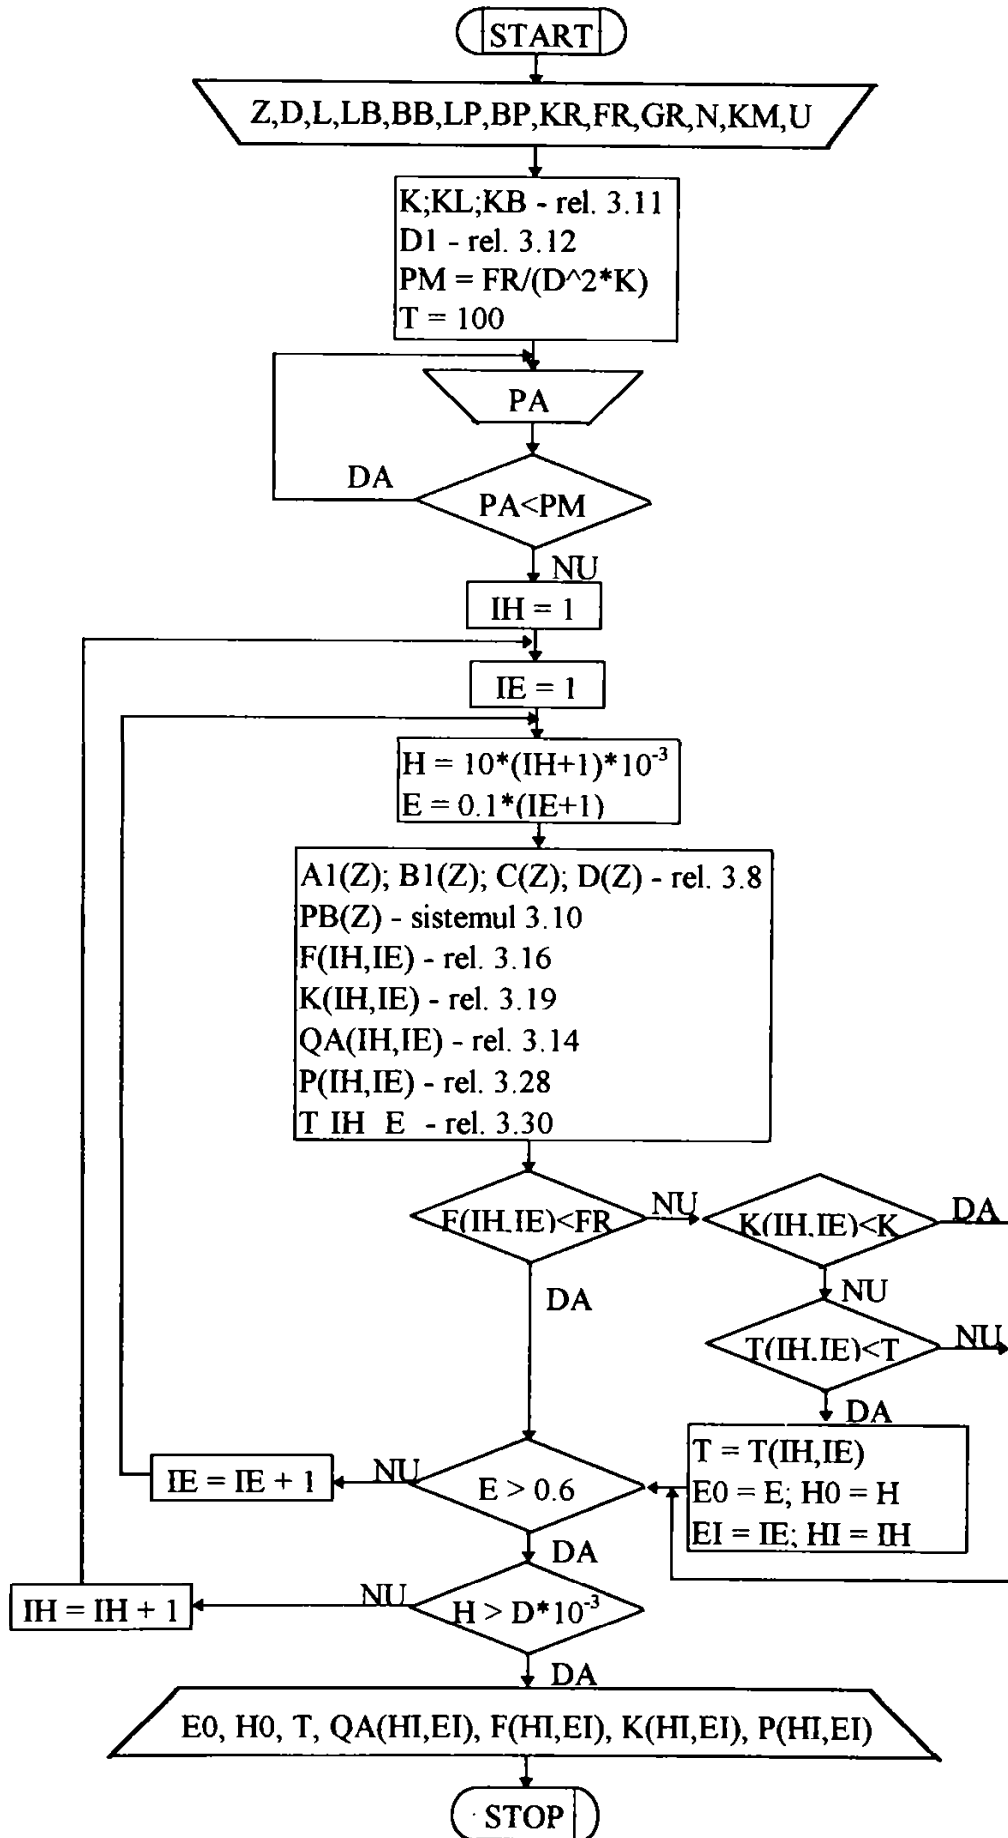 START
Z,D,L,LB,BB,LP,BP,KR,FR,GR,N,KM,U
K;KL;KB - rel. 3.11
D1 - rel. 3.12
PM = FR/(D^2*K)
T = 100
PA
DA
PA<PM
NU
IH = 1
IE = 1
H = 10*(IH+1)*10⁻³
E = 0.1*(IE+1)
A1(Z); B1(Z); C(Z); D(Z) - rel. 3.8
PB(Z) - sistemul 3.10
F(IH,IE) - rel. 3.16
K(IH,IE) - rel. 3.19
QA(IH,IE) - rel. 3.14
P(IH,IE) - rel. 3.28
T IH E - rel. 3.30
F(IH,IE)<FR
NU
K(IH,IE)<K
DA
DA
NU
T(IH,IE)<T
NU
DA
T = T(IH,IE)
E0 = E; H0 = H
EI = IE; HI = IH
IE = IE + 1
NU
E > 0.6
DA
IH = IH + 1
NU
H > D*10⁻³
DA
E0, H0, T, QA(HI,EI), F(HI,EI), K(HI,EI), P(HI,EI)
STOP